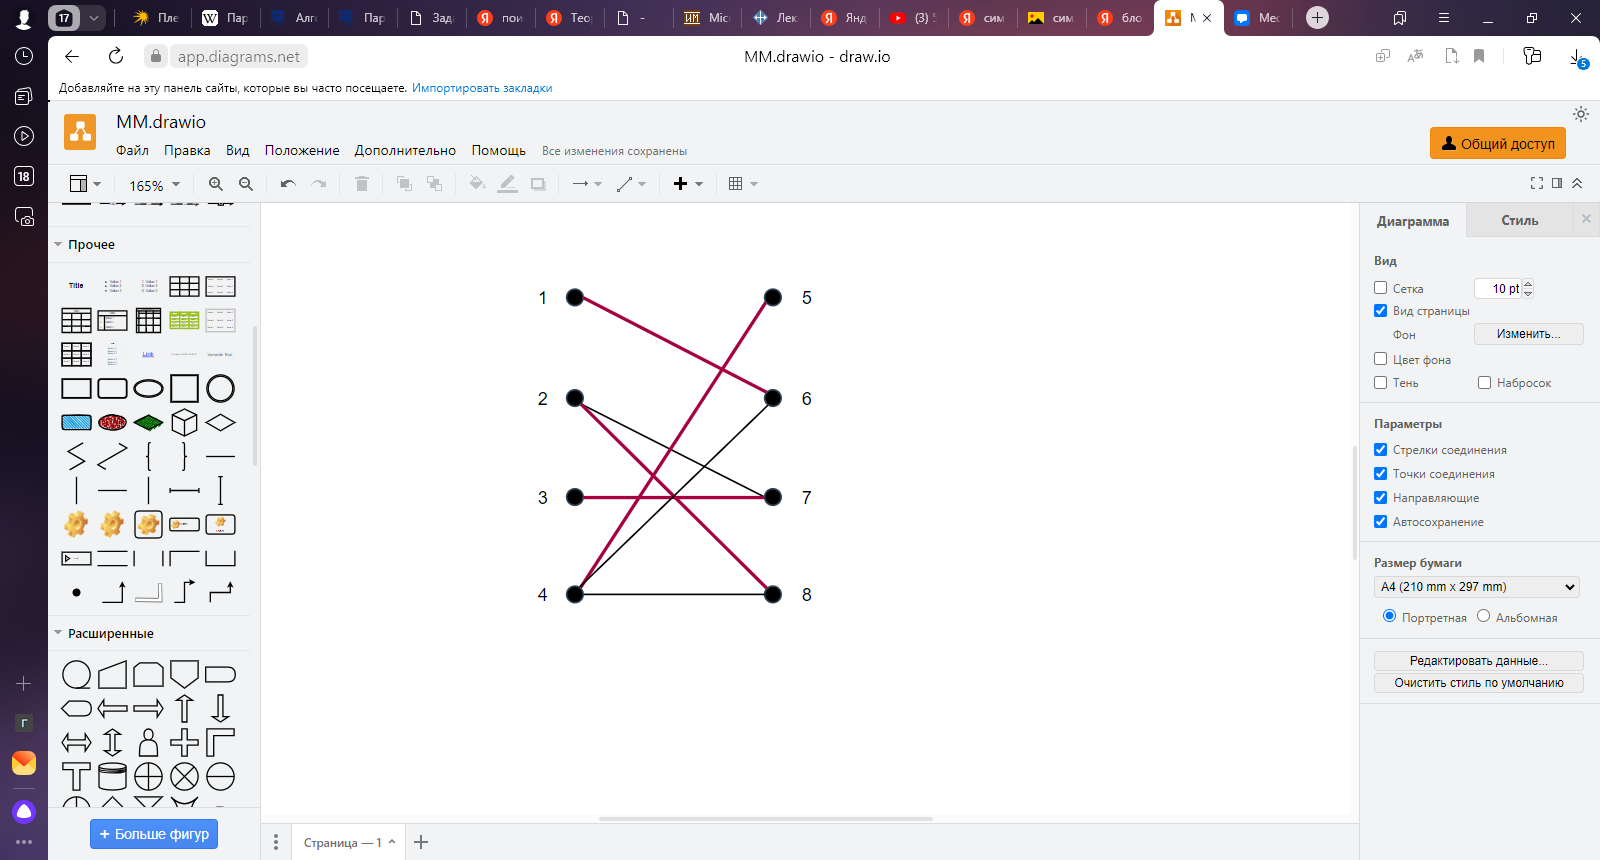 17
Пле
Пар
Алг
Пар
Зад
пои
Тео
-
Mic
Лек
Янд
(3)
сим
сим
бло
Мес
app.diagrams.net
MM.drawio - draw.io
5
Добавляйте на эту панель сайты, которые вы часто посещаете. Импортировать закладки
MM.drawio
Файл Правка Вид Положение Дополнительно Помощь Все изменения сохранены
Общий доступ
18
165%
Прочее
Title
Link
Расширенные
+ Больше фигур
1
5
2
6
3
7
4
8
Страница — 1
Диаграмма
Стиль
Вид
Сетка
10 pt
Вид страницы
Фон
Изменить...
Цвет фона
Тень
Набросок
Параметры
Стрелки соединения
Точки соединения
Направляющие
Автосохранение
Размер бумаги
A4 (210 mm x 297 mm)
Портретная
Альбомная
Редактировать данные...
Очистить стиль по умолчанию